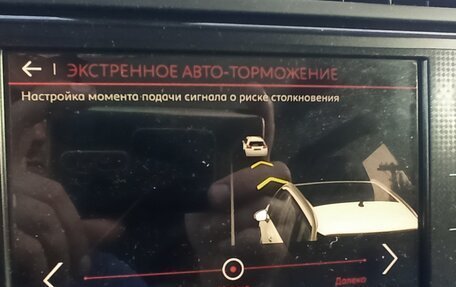 ЭКСТРЕННОЕ АВТО-ТОРМОЖЕНИЕ
Настройка момента подачи сигнала о риске столкновения
Далеко